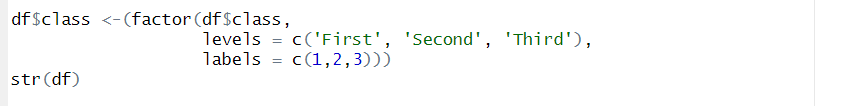 df$class <-(factor(df$class,
levels = c('First', 'Second', 'Third'),
labels = c(1,2,3)))
str(df)